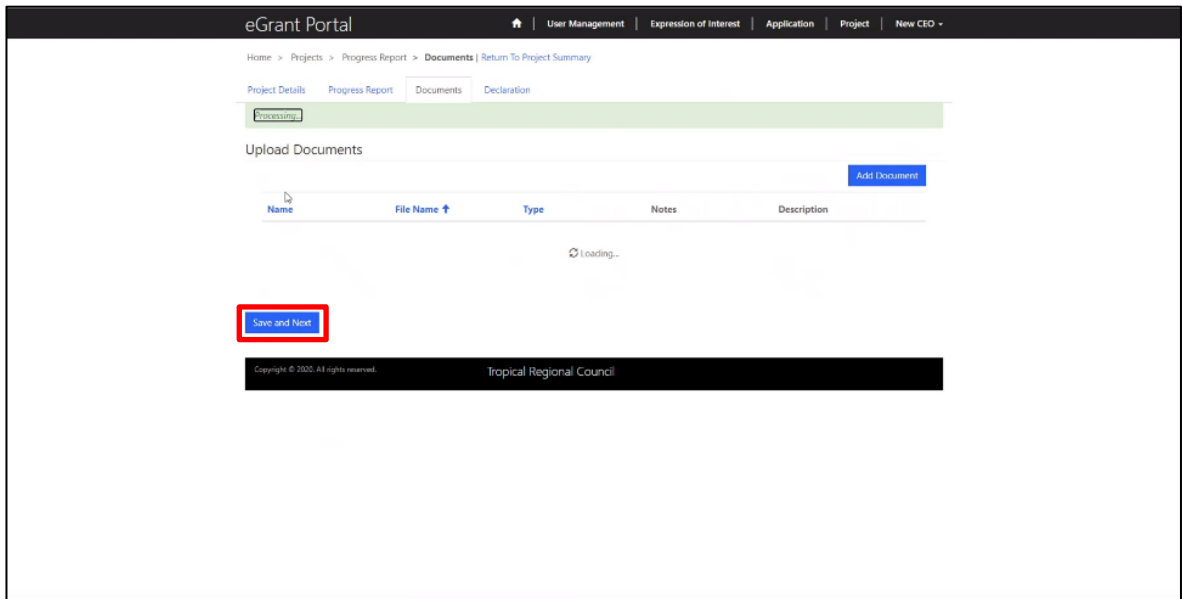 eGrant Portal User Management | Expression of Interest | Application | Project | New CEO
Home > Projects > Progress Report > Documents | Return To Project Summary
Project Details Progress Report Documents Declaration
Processing...
Upload Documents
Add Document
Name File Name Type Notes Description
Loading...
Save and Next
Copyright © 2020. All rights reserved. Tropical Regional Council